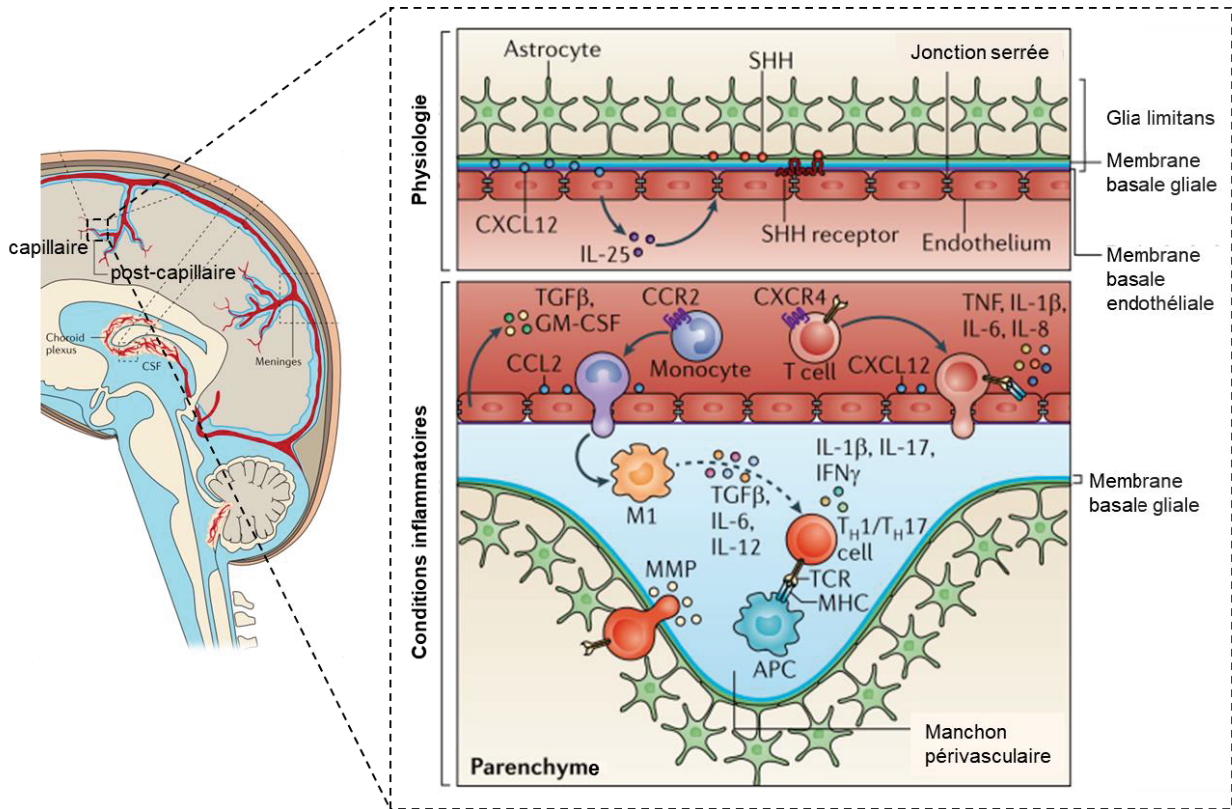 capillaire
post-capillaire
Choroid
plexus
CSF
Meninges
Physiologie
Astrocyte
SHH
Jonction serrée
CXCL12
IL-25
SHH receptor
Endothelium
Glia limitans
Membrane
basale gliale
Membrane
basale
endothéliale
Conditions inflammatoires
TGFβ,
GM-CSF
CCR2
CXCR4
TNF, IL-1β,
IL-6, IL-8
CCL2
Monocyte
T cell
CXCL12
M1
TGFβ,
IL-6,
IL-12
IL-1β, IL-17,
IFNγ
TH1/TH17
cell
TCR
MHC
MMP
APC
Membrane
basale gliale
Manchon
périvasculaire
Parenchyme